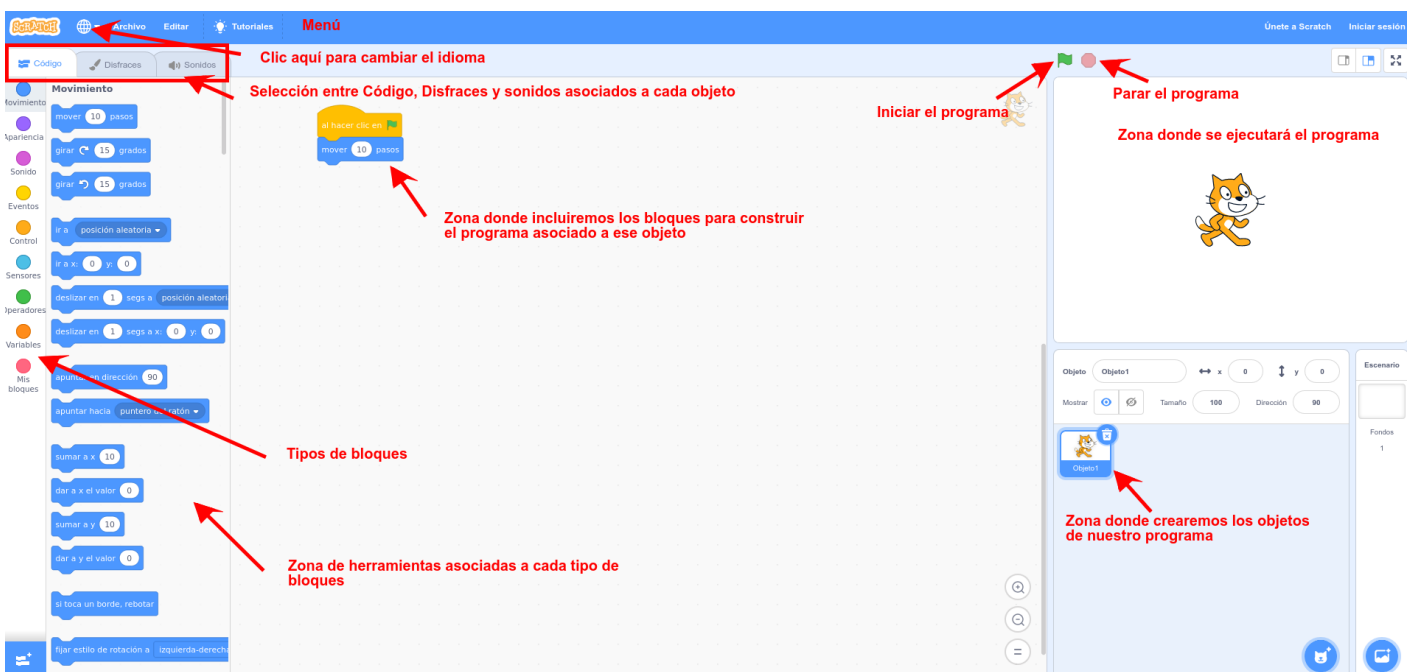 SCRATCH
Archivo Editar Tutoriales Menú Únete a Scratch Iniciar sesión
Clic aquí para cambiar el idioma
Código Disfraces Sonidos
Selección entre Código, Disfraces y sonidos asociados a cada objeto
Iniciar el programa
Parar el programa
Zona donde se ejecutará el programa
Movimiento
Apariencia
Sonido
Eventos
Control
Sensores
Operadores
Variables
Mis
bloques
Movimiento
mover 10 pasos
girar 15 grados
girar 15 grados
ir a posición aleatoria
ir a x: 0 y: 0
deslizar en 1 segs a posición aleatori
deslizar en 1 segs a x: 0 y: 0
apuntar en dirección 90
apuntar hacia puntero del ratón
sumar a x 10
dar a x el valor 0
sumar a y 10
dar a y el valor 0
si toca un borde, rebotar
fijar estilo de rotación a izquierda-derech
al hacer clic en
mover 10 pasos
Zona donde incluiremos los bloques para construir
el programa asociado a ese objeto
Tipos de bloques
Zona de herramientas asociadas a cada tipo de
bloques
Objeto Objeto1 x 0 y 0
Mostrar Tamaño 100 Dirección 90
Objeto1
Zona donde crearemos los objetos
de nuestro programa
Escenario
Fondos
1